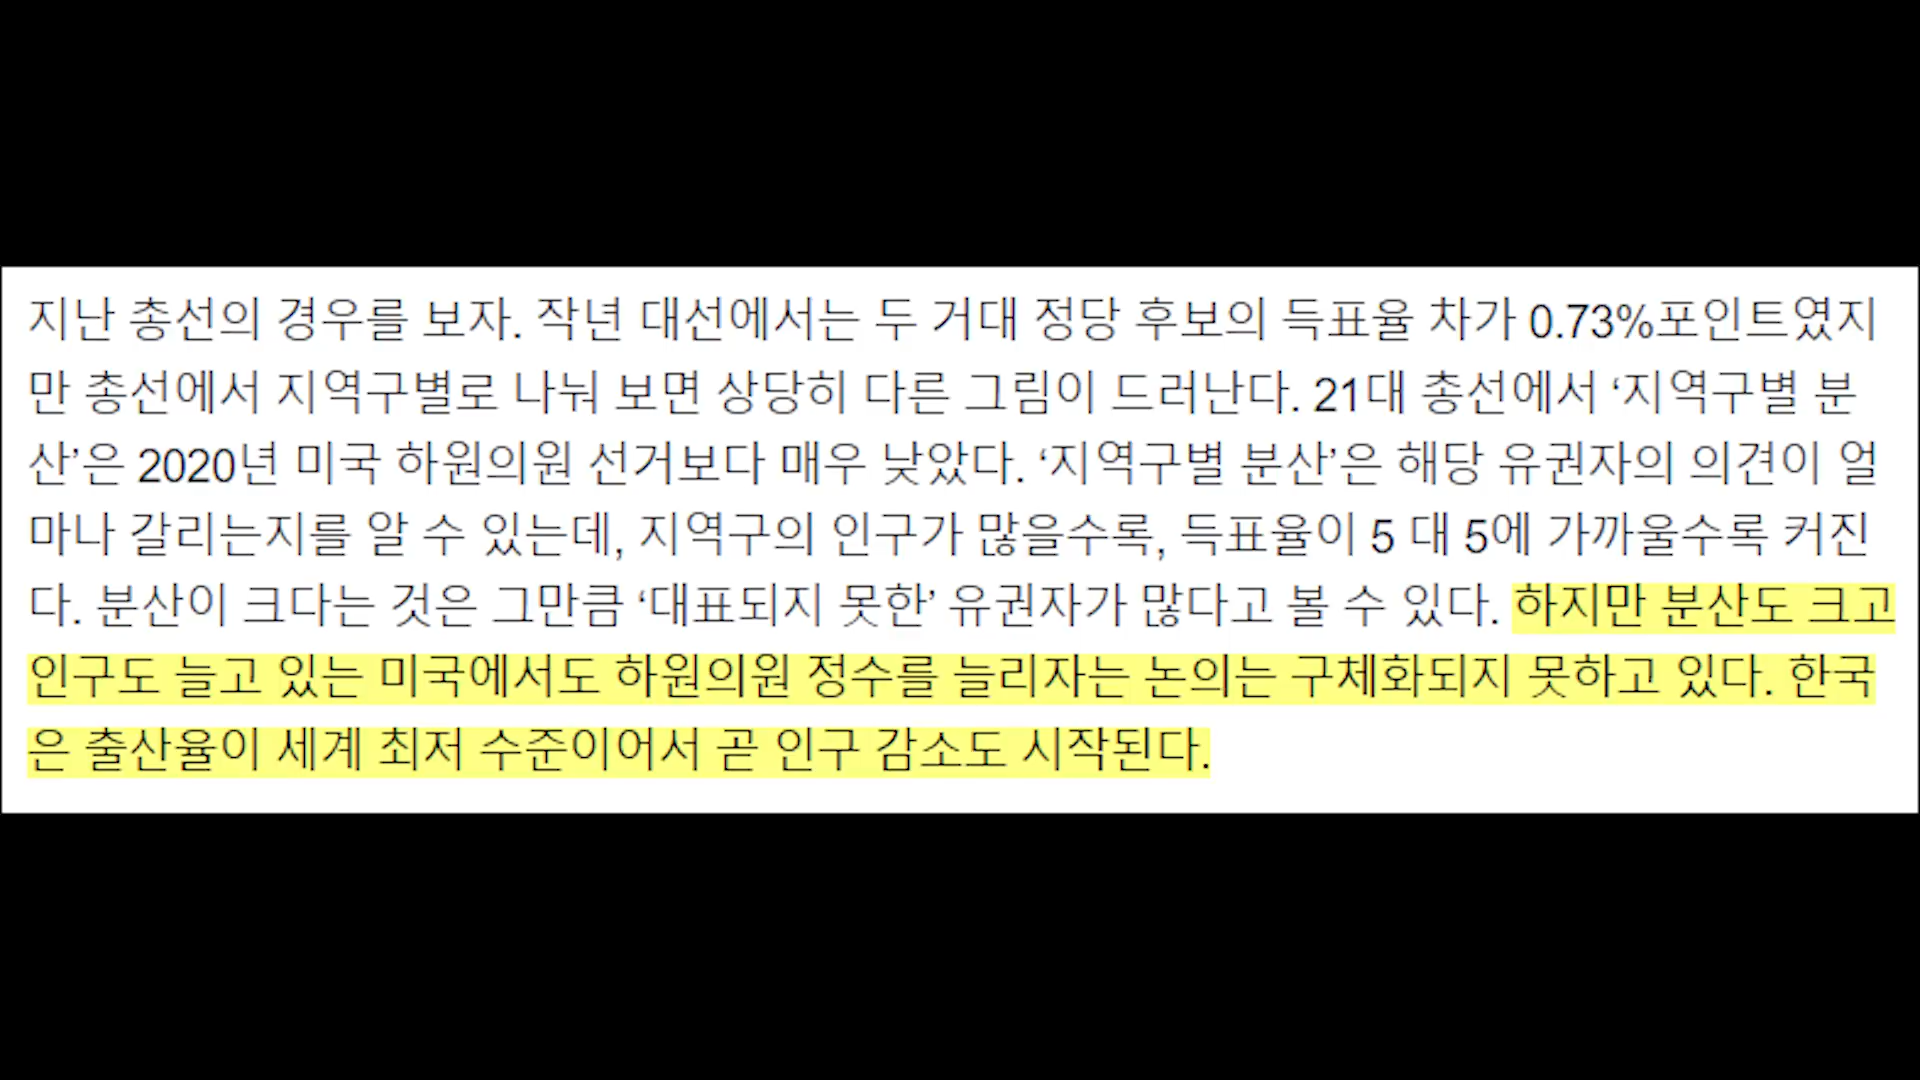 지난 총선의 경우를 보자. 작년 대선에서는 두 거대 정당 후보의 득표율 차가 0.73%포인트였지
만 총선에서 지역구별로 나눠 보면 상당히 다른 그림이 드러난다. 21대 총선에서 ‘지역구별 분
산’은 2020년 미국 하원의원 선거보다 매우 낮았다. ‘지역구별 분산’은 해당 유권자의 의견이 얼
마나 갈리는지를 알 수 있는데, 지역구의 인구가 많을수록, 득표율이 5 대 5에 가까울수록 커진
다. 분산이 크다는 것은 그만큼 ‘대표되지 못한’ 유권자가 많다고 볼 수 있다. 하지만 분산도 크고
인구도 늘고 있는 미국에서도 하원의원 정수를 늘리자는 논의는 구체화되지 못하고 있다. 한국
은 출산율이 세계 최저 수준이어서 곧 인구 감소도 시작된다.